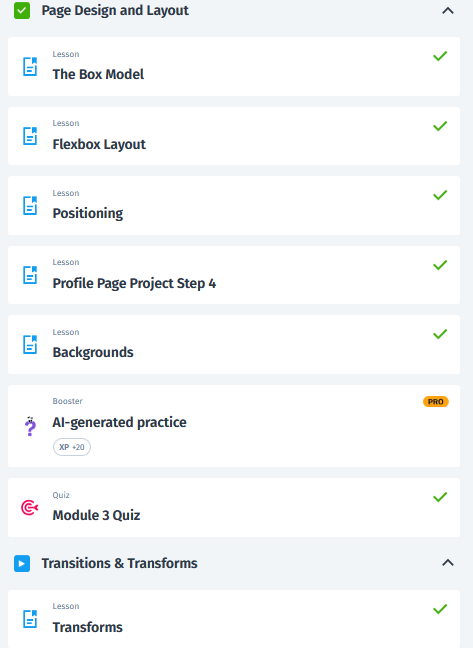 Page Design and Layout
Lesson
The Box Model
Lesson
Flexbox Layout
Lesson
Positioning
Lesson
Profile Page Project Step 4
Lesson
Backgrounds
Booster
PRO
AI-generated practice
XP +20
Quiz
Module 3 Quiz
Transitions & Transforms
Lesson
Transforms